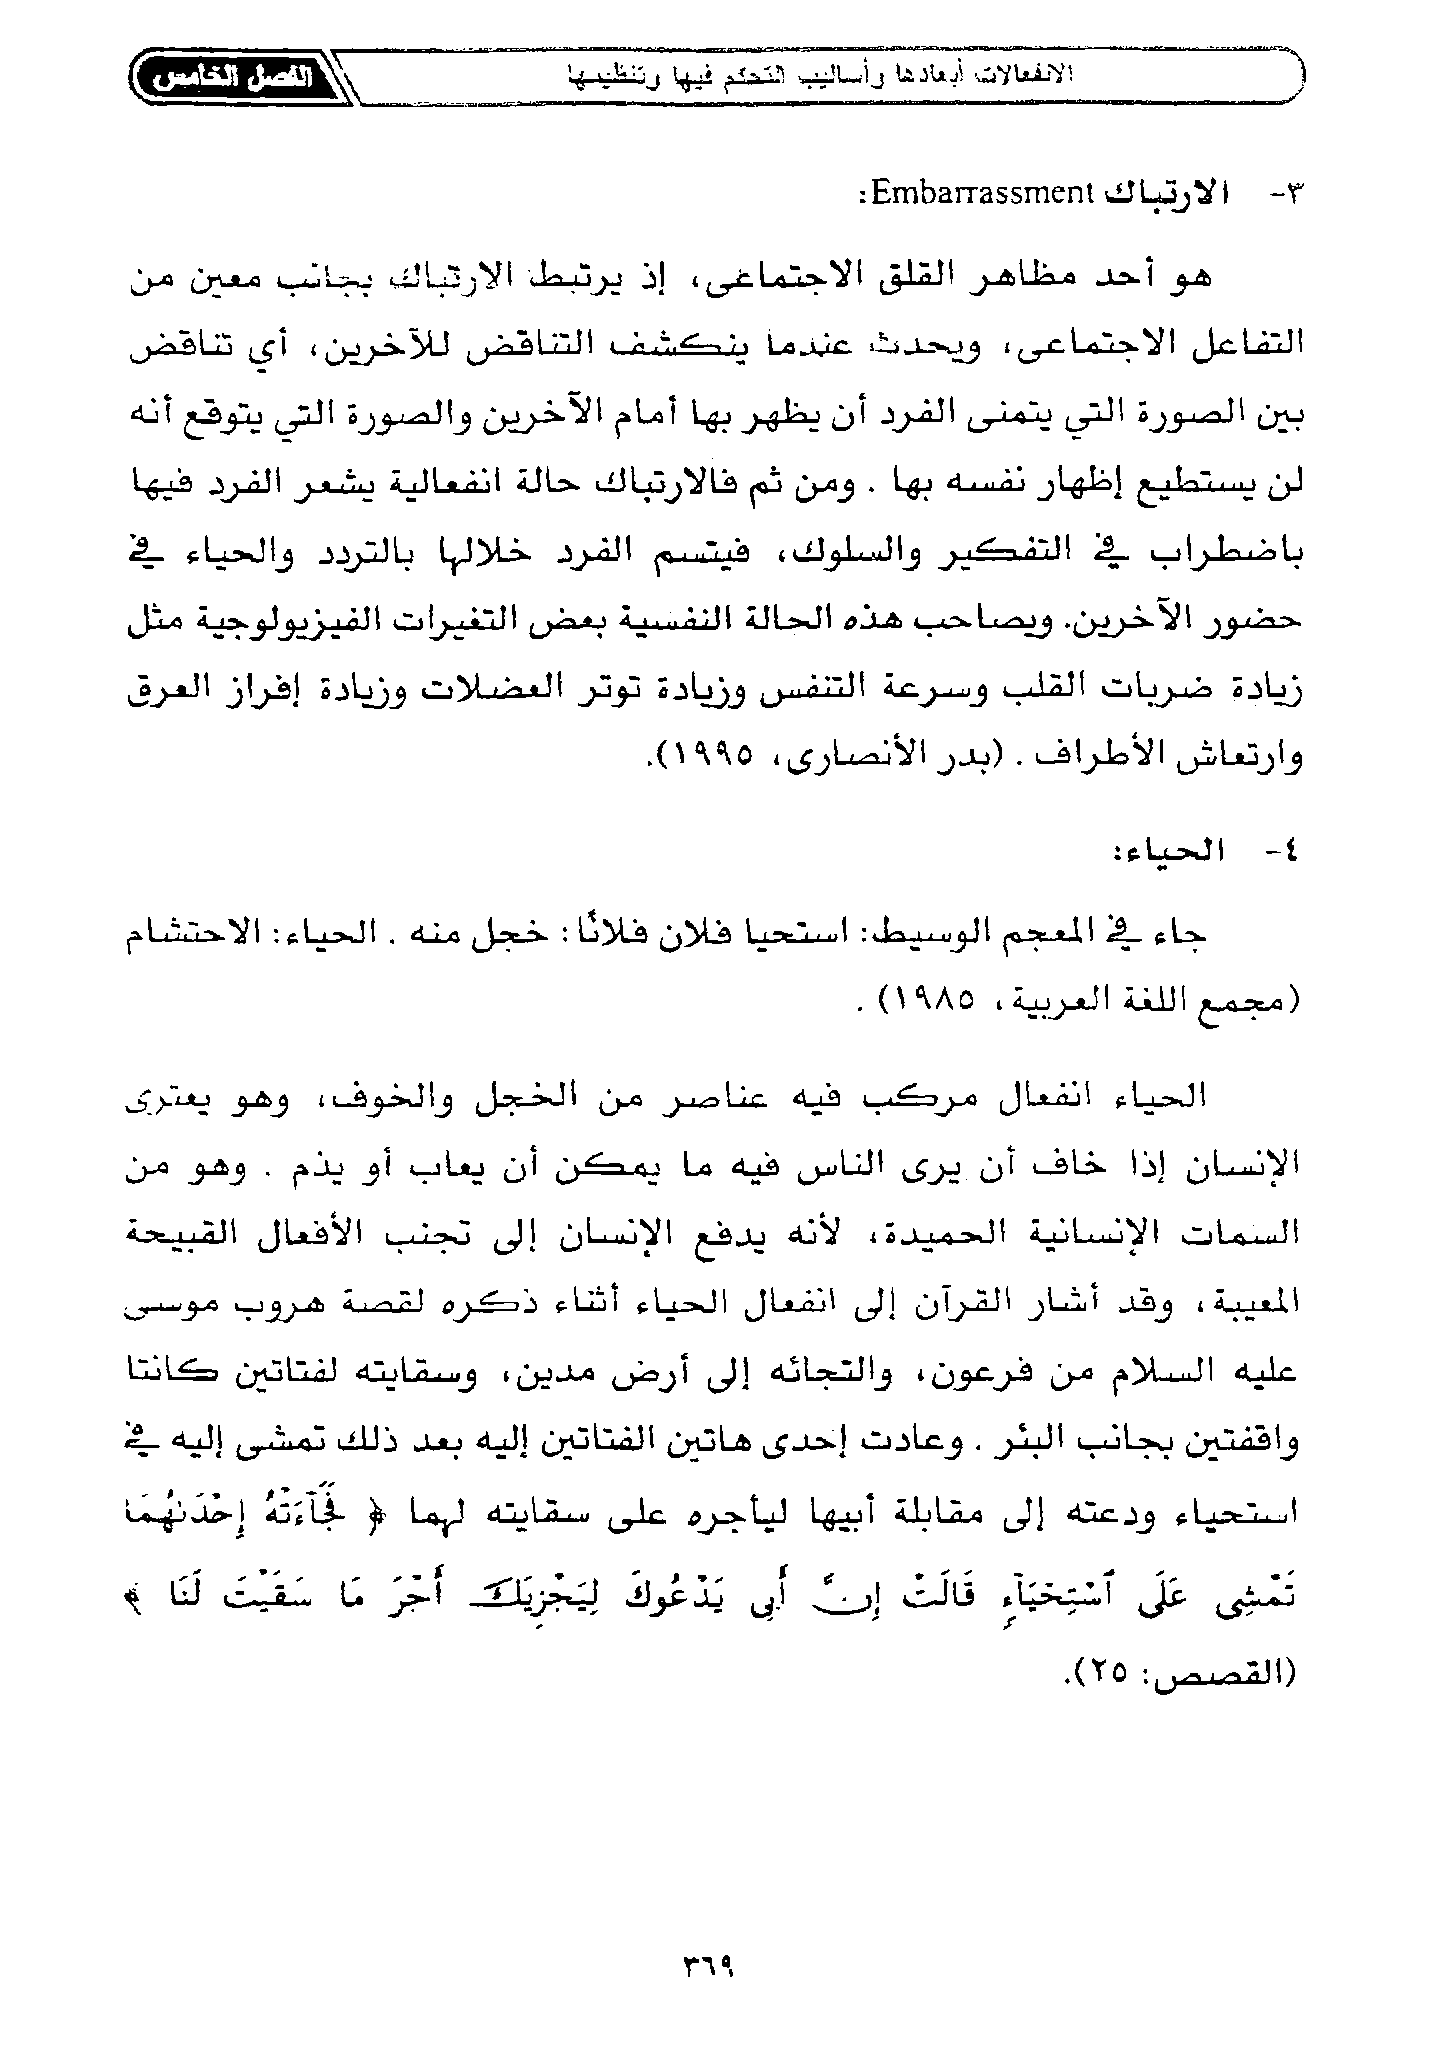 الانفعالات أبعادها وأساليب التحكم فيها وتنظيمها
الفصل الخامس
٣- الارتباك Embarrassment:
هو أحد مظاهر القلق الاجتماعى، إذ يرتبط الارتباك بجانب معين من
التفاعل الاجتماعى، ويحدث عندما ينكشف التناقض للآخرين، أي تناقض
بين الصورة التي يتمنى الفرد أن يظهر بها أمام الآخرين والصورة التي يتوقع أنه
لن يستطيع إظهار نفسه بها . ومن ثم فالارتباك حالة انفعالية يشعر الفرد فيها
باضطراب في التفكير والسلوك، فيتسم الفرد خلالها بالتردد والحياء في
حضور الآخرين. ويصاحب هذه الحالة النفسية بعض التغيرات الفيزيولوجية مثل
زيادة ضربات القلب وسرعة التنفس وزيادة توتر العضلات وزيادة إفراز العرق
وارتعاش الأطراف . (بدر الأنصارى، ١٩٩٥).
٤- الحياء:
جاء في المعجم الوسيط: استحيا فلان فلانًا: خجل منه . الحياء: الاحتشام
(مجمع اللغة العربية، ١٩٨٥) .
الحياء انفعال مركب فيه عناصر من الخجل والخوف، وهو يعترى
الإنسان إذا خاف أن يرى الناس فيه ما يمكن أن يعاب أو يذم . وهو من
السمات الإنسانية الحميدة، لأنه يدفع الإنسان إلى تجنب الأفعال القبيحة
المعيبة، وقد أشار القرآن إلى انفعال الحياء أثناء ذكره لقصة هروب موسى
عليه السلام من فرعون، والتجائه إلى أرض مدين، وسقايته لفتاتين كانتا
واقفتين بجانب البئر . وعادت إحدى هاتين الفتاتين إليه بعد ذلك تمشى إليه في
استحياء ودعته إلى مقابلة أبيها ليأجره على سقايته لهما ﴿ فَجَآءَتْهُ إِحْدَىٰهُمَا
تَمْشِى عَلَى ٱسْتِحْيَآءٍ قَالَتْ إِنَّ أَبِى يَدْعُوكَ لِيَجْزِيَكَ أَجْرَ مَا سَقَيْتَ لَنَا ﴾
(القصص: ٢٥).
٣٦٩